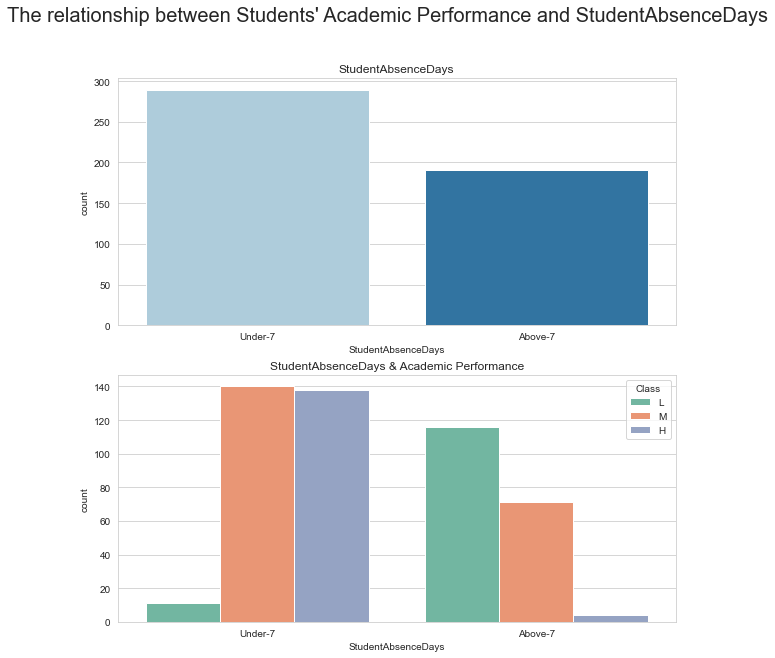 The relationship between Students' Academic Performance and StudentAbsenceDays
StudentAbsenceDays
300
250
200
150
100
50
0
count
Under-7
Above-7
StudentAbsenceDays
StudentAbsenceDays & Academic Performance
140
120
100
80
60
40
20
0
count
Class
L
M
H
Under-7
Above-7
StudentAbsenceDays